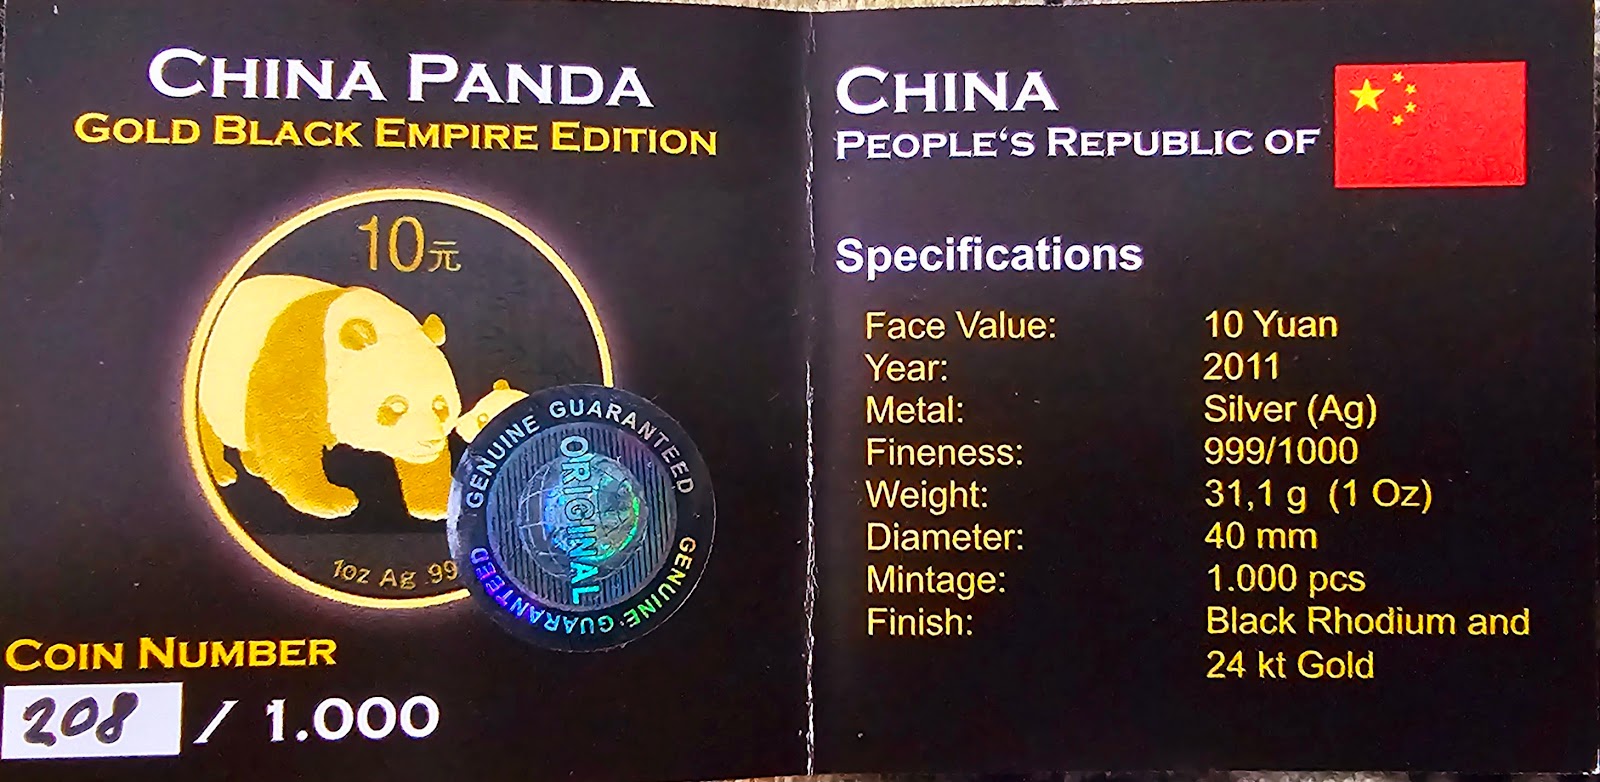 CHINA PANDA
GOLD BLACK EMPIRE EDITION
10元
1oz Ag .99
GENUINE GUARANTEED
ORIGINAL
GENUINE GUARANTEED
COIN NUMBER
208 / 1.000
CHINA
PEOPLE‘S REPUBLIC OF
Specifications
Face Value: 10 Yuan
Year: 2011
Metal: Silver (Ag)
Fineness: 999/1000
Weight: 31,1 g (1 Oz)
Diameter: 40 mm
Mintage: 1.000 pcs
Finish: Black Rhodium and
24 kt Gold